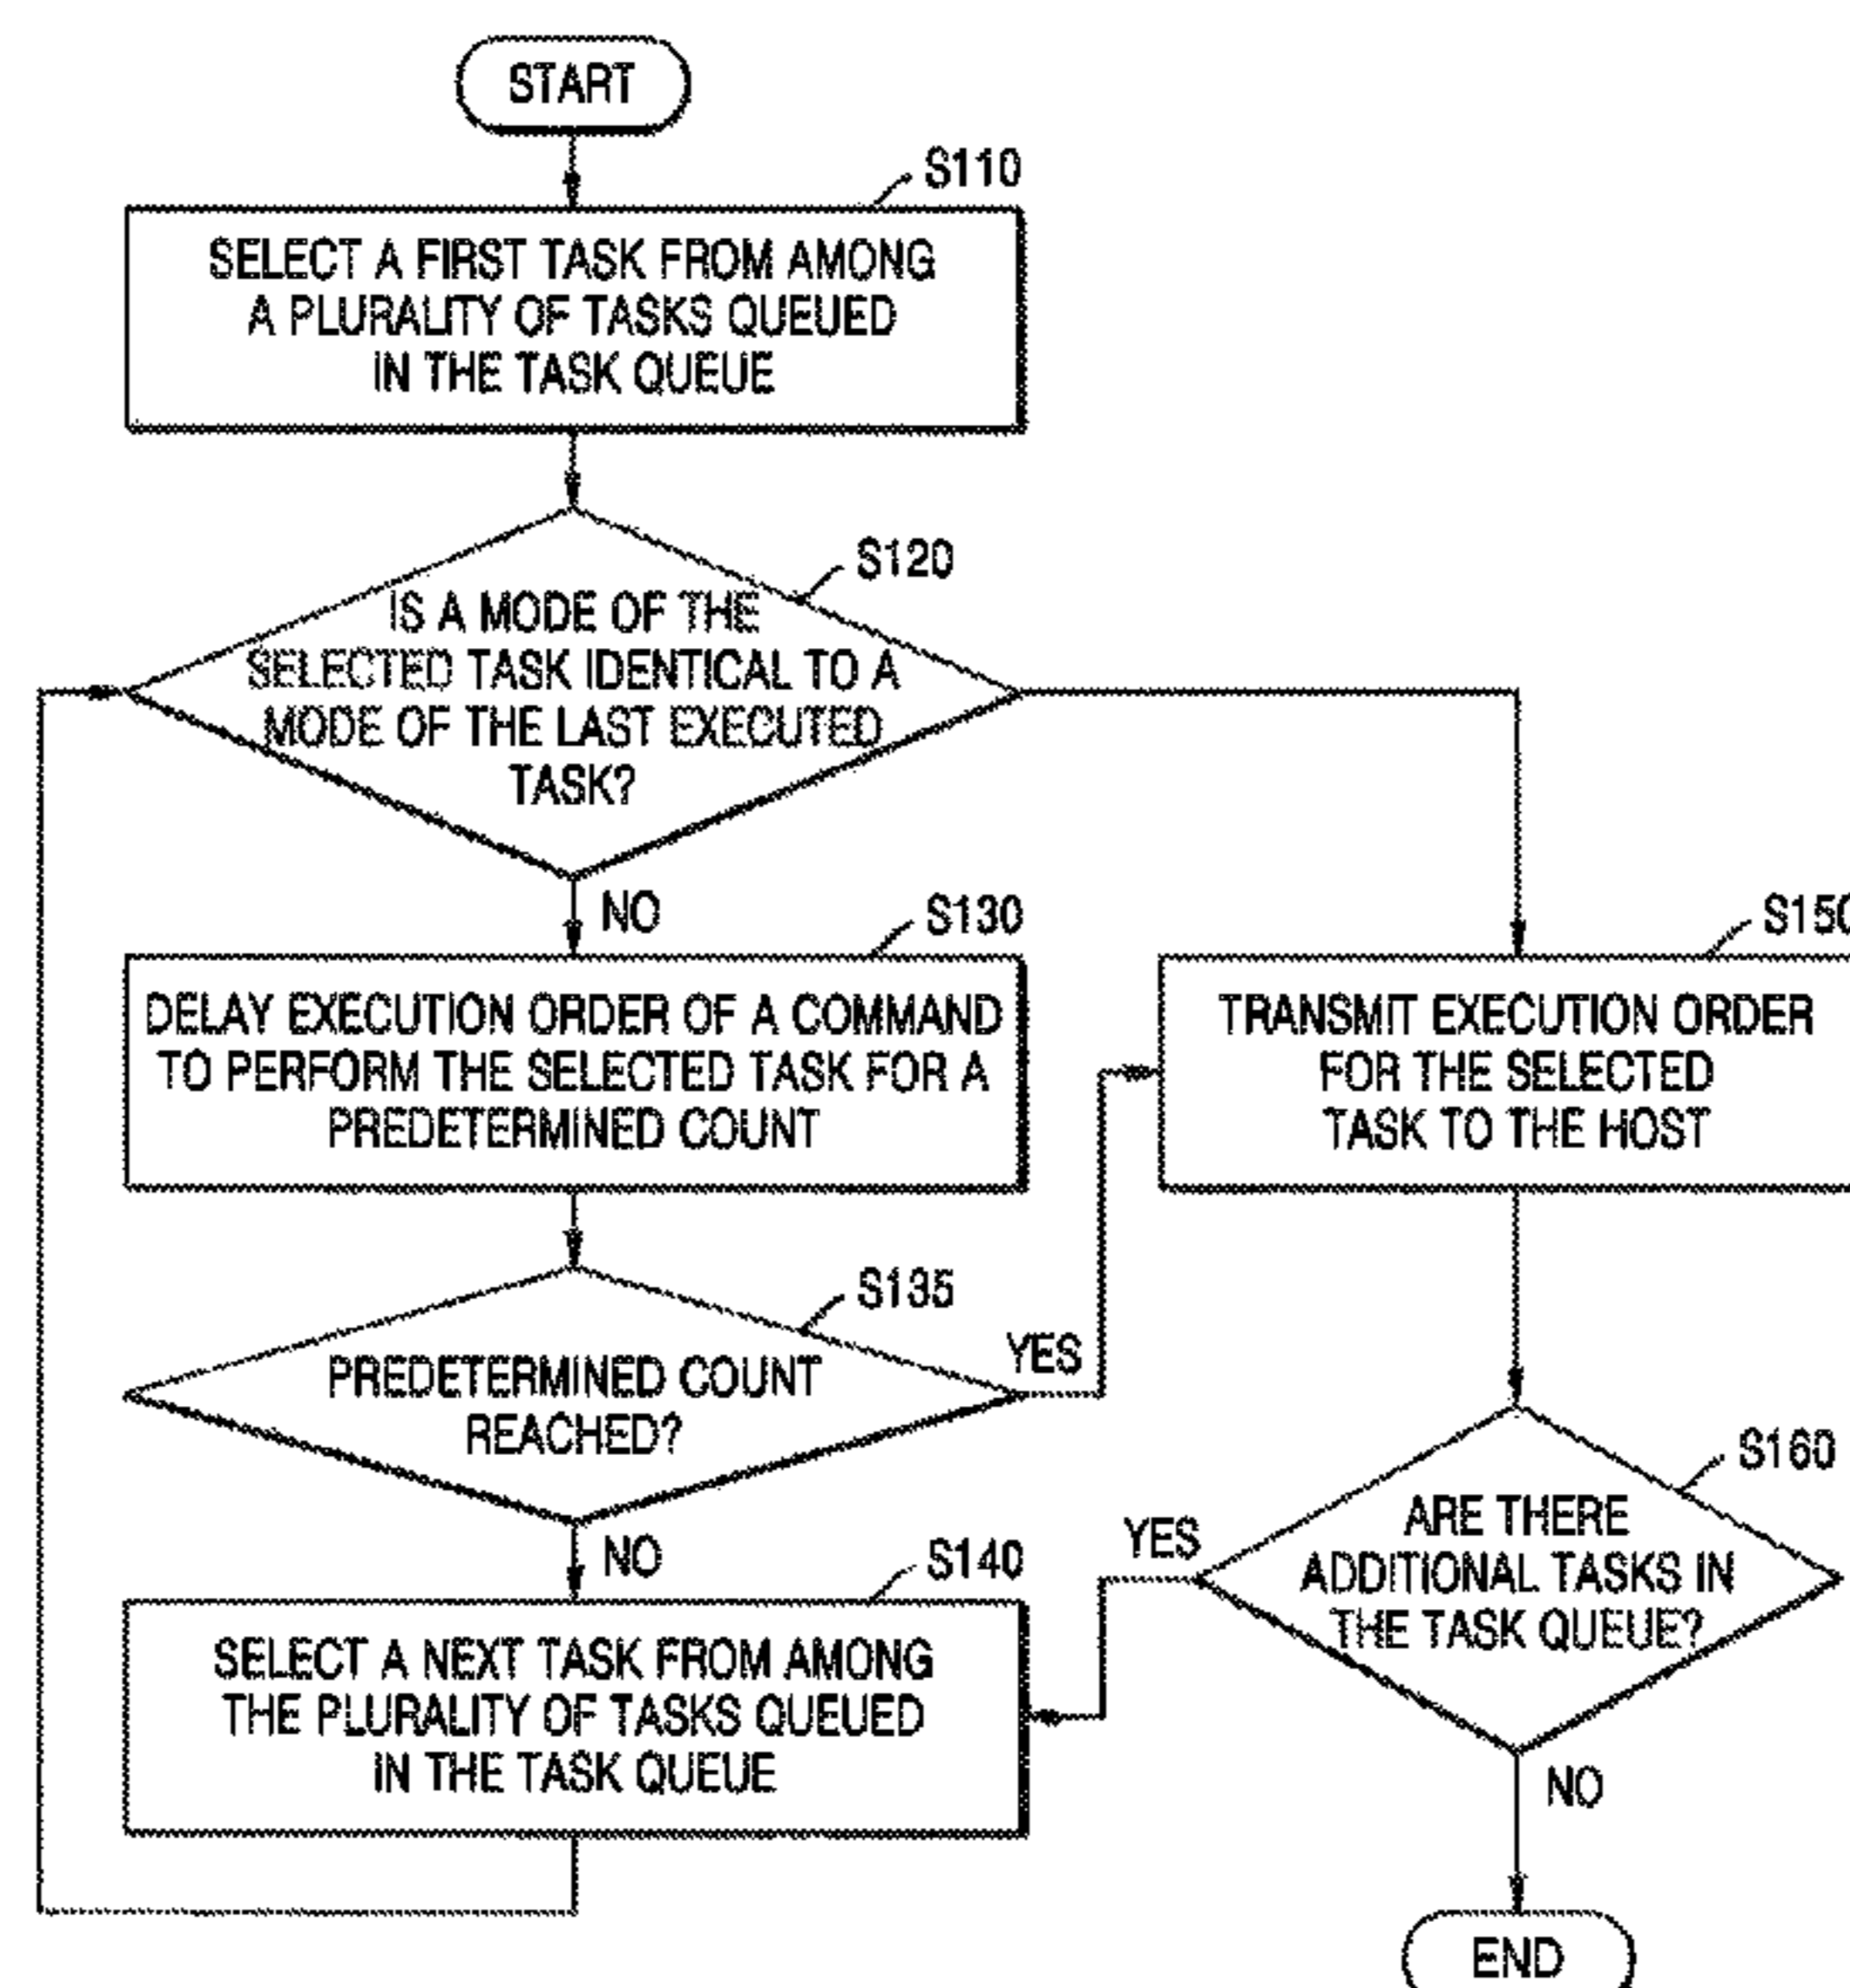 START
S110
SELECT A FIRST TASK FROM AMONG
A PLURALITY OF TASKS QUEUED
IN THE TASK QUEUE
S120
IS A MODE OF THE
SELECTED TASK IDENTICAL TO A
MODE OF THE LAST EXECUTED
TASK?
NO
S130
DELAY EXECUTION ORDER OF A COMMAND
TO PERFORM THE SELECTED TASK FOR A
PREDETERMINED COUNT
S150
TRANSMIT EXECUTION ORDER
FOR THE SELECTED
TASK TO THE HOST
S135
PREDETERMINED COUNT
REACHED?
YES
NO
S140
SELECT A NEXT TASK FROM AMONG
THE PLURALITY OF TASKS QUEUED
IN THE TASK QUEUE
S160
ARE THERE
ADDITIONAL TASKS IN
THE TASK QUEUE?
YES
NO
END